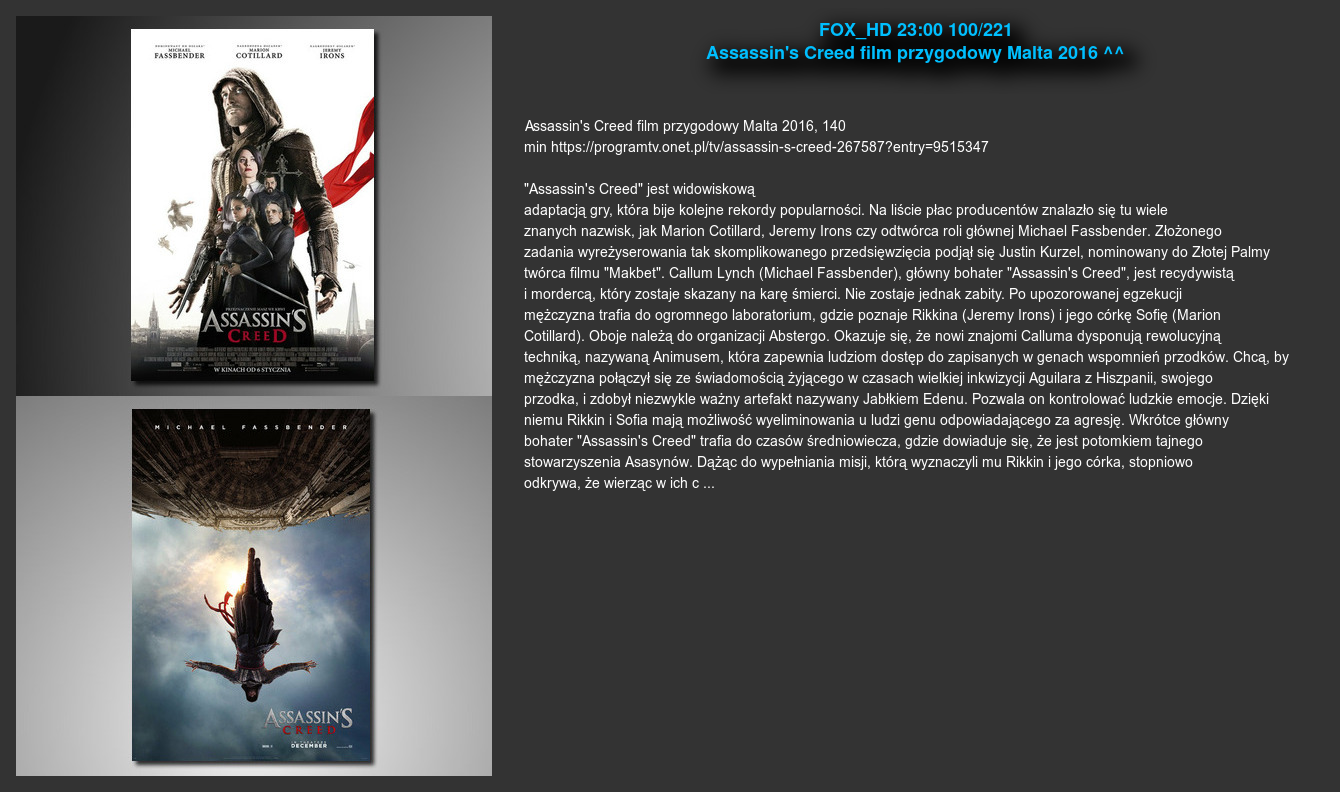 FOX_HD 23:00 100/221
Assassin's Creed film przygodowy Malta 2016 ^^
MICHAEL MARION JEREMY
FASSBENDER COTILLARD IRONS
ASSASSIN'S
CREED
W KINACH OD 6 STYCZNIA
Assassin's Creed film przygodowy Malta 2016, 140
min https://programtv.onet.pl/tv/assassin-s-creed-267587?entry=9515347
"Assassin's Creed" jest widowiskową
adaptacją gry, która bije kolejne rekordy popularności. Na liście płac producentów znalazło się tu wiele
znanych nazwisk, jak Marion Cotillard, Jeremy Irons czy odtwórca roli głównej Michael Fassbender. Złożonego
zadania wyreżyserowania tak skomplikowanego przedsięwzięcia podjął się Justin Kurzel, nominowany do Złotej Palmy
twórca filmu "Makbet". Callum Lynch (Michael Fassbender), główny bohater "Assassin's Creed", jest recydywistą
i mordercą, który zostaje skazany na karę śmierci. Nie zostaje jednak zabity. Po upozorowanej egzekucji
mężczyzna trafia do ogromnego laboratorium, gdzie poznaje Rikkina (Jeremy Irons) i jego córkę Sofię (Marion
Cotillard). Oboje należą do organizacji Abstergo. Okazuje się, że nowi znajomi Calluma dysponują rewolucyjną
techniką, nazywaną Animusem, która zapewnia ludziom dostęp do zapisanych w genach wspomnień przodków. Chcą, by
mężczyzna połączył się ze świadomością żyjącego w czasach wielkiej inkwizycji Aguilara z Hiszpanii, swojego
przodka, i zdobył niezwykle ważny artefakt nazywany Jabłkiem Edenu. Pozwala on kontrolować ludzkie emocje. Dzięki
niemu Rikkin i Sofia mają możliwość wyeliminowania u ludzi genu odpowiadającego za agresję. Wkrótce główny
bohater "Assassin's Creed" trafia do czasów średniowiecza, gdzie dowiaduje się, że jest potomkiem tajnego
stowarzyszenia Asasynów. Dążąc do wypełniania misji, którą wyznaczyli mu Rikkin i jego córka, stopniowo
odkrywa, że wierząc w ich c ...
MICHAEL FASSBENDER
ASSASSIN'S
CREED
DECEMBER